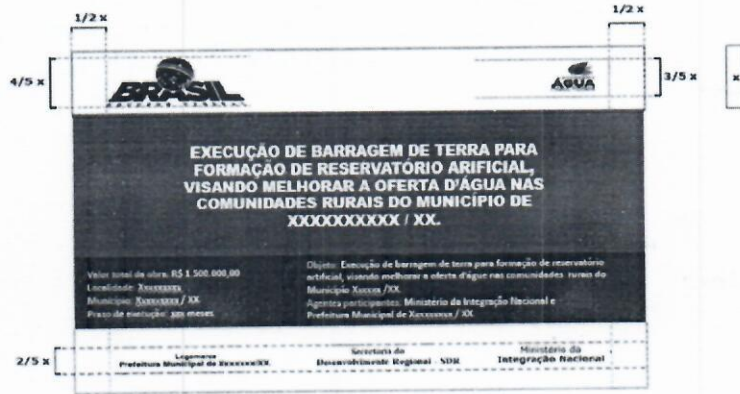 1/2 x
1/2 x
4/5 x
BRASIL
ÁGUA
3/5 x
x
EXECUÇÃO DE BARRAGEM DE TERRA PARA
FORMAÇÃO DE RESERVATÓRIO ARIFICIAL,
VISANDO MELHORAR A OFERTA D'ÁGUA NAS
COMUNIDADES RURAIS DO MUNICÍPIO DE
XXXXXXXXXX / XX.
Valor total da obra: R$ 1.500.000,00
Localidade: Xxxxxxxxx
Município: Xxxxxxxxx / XX
Prazo de execução: xxx meses
Objeto: Execução de barragem de terra para formação de reservatório
artificial, visando melhorar a oferta d'água nas comunidades rurais do
Município Xxxxxx /XX
Agentes participantes: Ministério da Integração Nacional e
Prefeitura Municipal de Xxxxxxxxx / XX
2/5 x
Logomarca
Prefeitura Municipal de Xxxxxxx/XX
Secretaria do
Desenvolvimento Regional - SDR
Ministério da
Integração Nacional